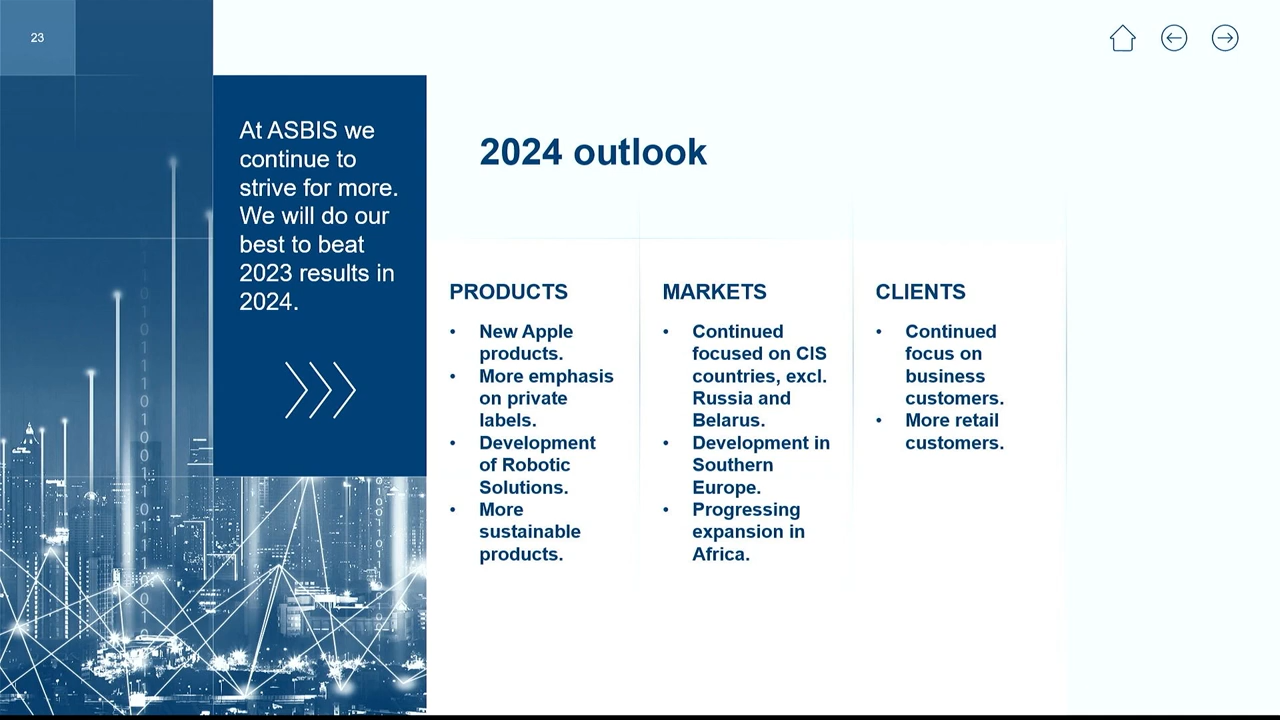 23
At ASBIS we
continue to
strive for more.
We will do our
best to beat
2023 results in
2024.
2024 outlook
PRODUCTS
• New Apple
products.
• More emphasis
on private
labels.
• Development
of Robotic
Solutions.
• More
sustainable
products.
MARKETS
• Continued
focused on CIS
countries, excl.
Russia and
Belarus.
• Development in
Southern
Europe.
• Progressing
expansion in
Africa.
CLIENTS
• Continued
focus on
business
customers.
• More retail
customers.